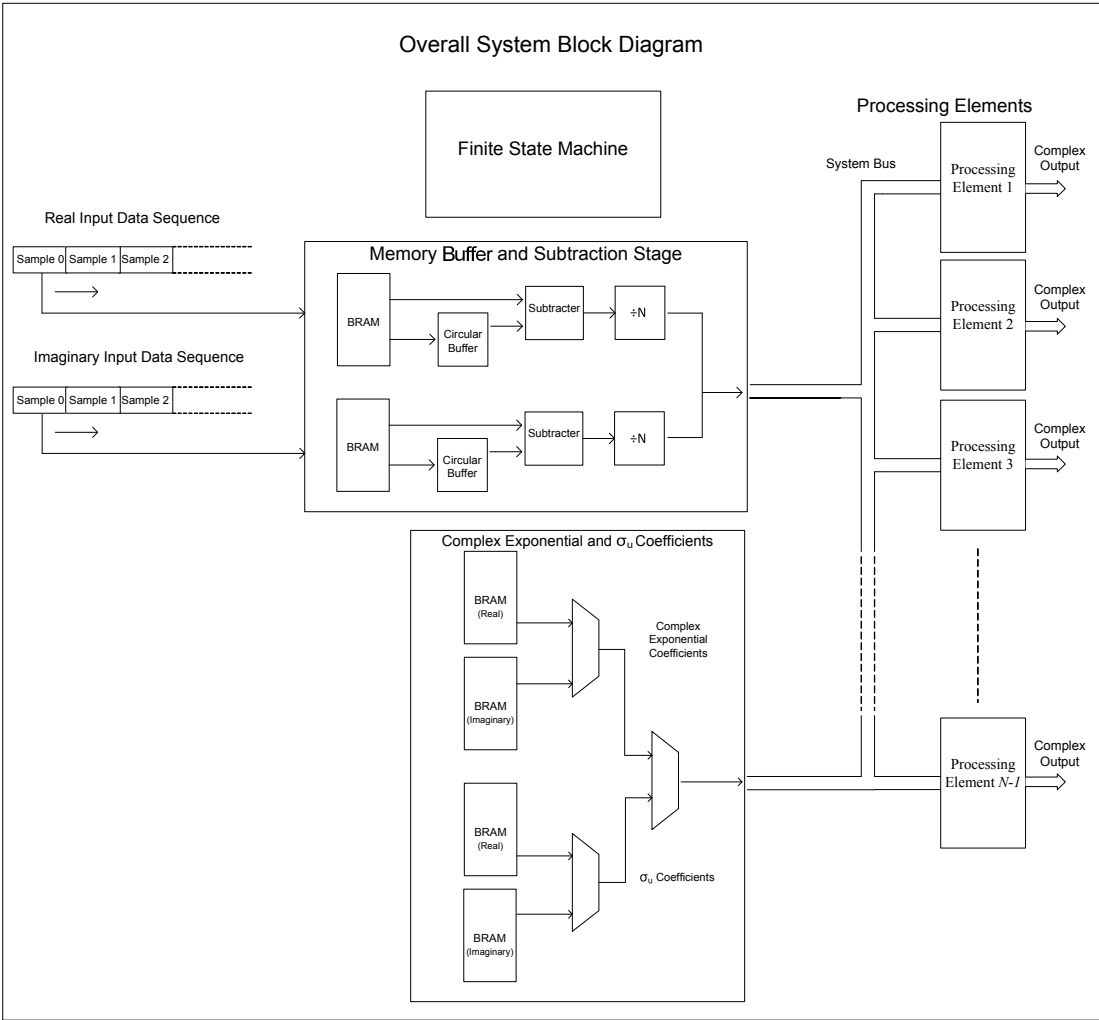 Overall System Block Diagram
Finite State Machine
Processing Elements
System Bus
Processing
Element 1
Complex
Output
Real Input Data Sequence
Sample 0 Sample 1 Sample 2
Memory Buffer and Subtraction Stage
BRAM
Circular
Buffer
Subtracter
÷N
Processing
Element 2
Complex
Output
Imaginary Input Data Sequence
Sample 0 Sample 1 Sample 2
BRAM
Circular
Buffer
Subtracter
÷N
Processing
Element 3
Complex
Output
Complex Exponential and σu Coefficients
BRAM
(Real)
BRAM
(Imaginary)
Complex
Exponential
Coefficients
BRAM
(Real)
BRAM
(Imaginary)
σu Coefficients
Processing
Element N-1
Complex
Output